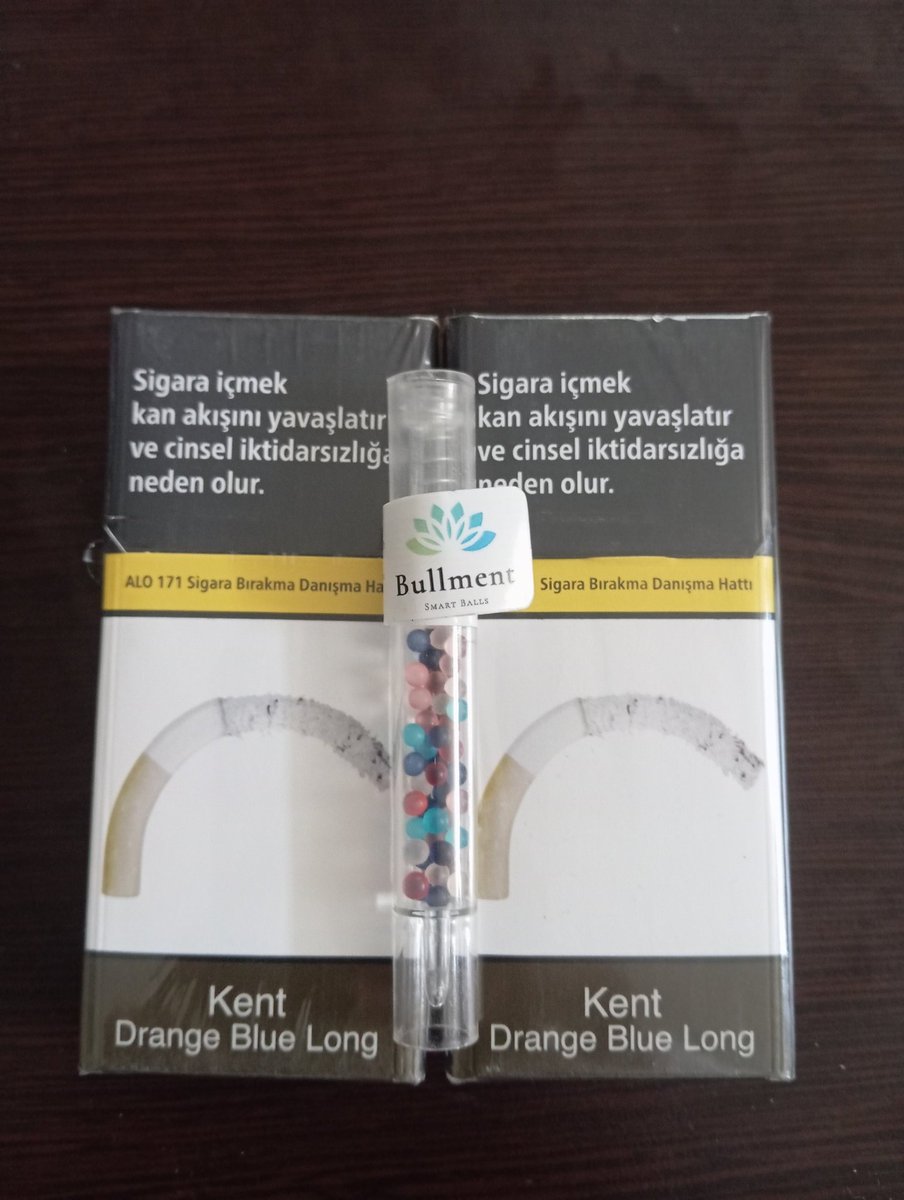 Sigara içmek
kan akışını yavaşlatır
ve cinsel iktidarsızlığa
neden olur.
ALO 171 Sigara Bırakma Danışma Ha
Kent
Drange Blue Long
Bullment
SMART BALLS
Sigara içmek
kan akışını yavaşlatır
ve cinsel iktidarsızlığa
neden olur.
Sigara Bırakma Danışma Hattı
Kent
Drange Blue Long